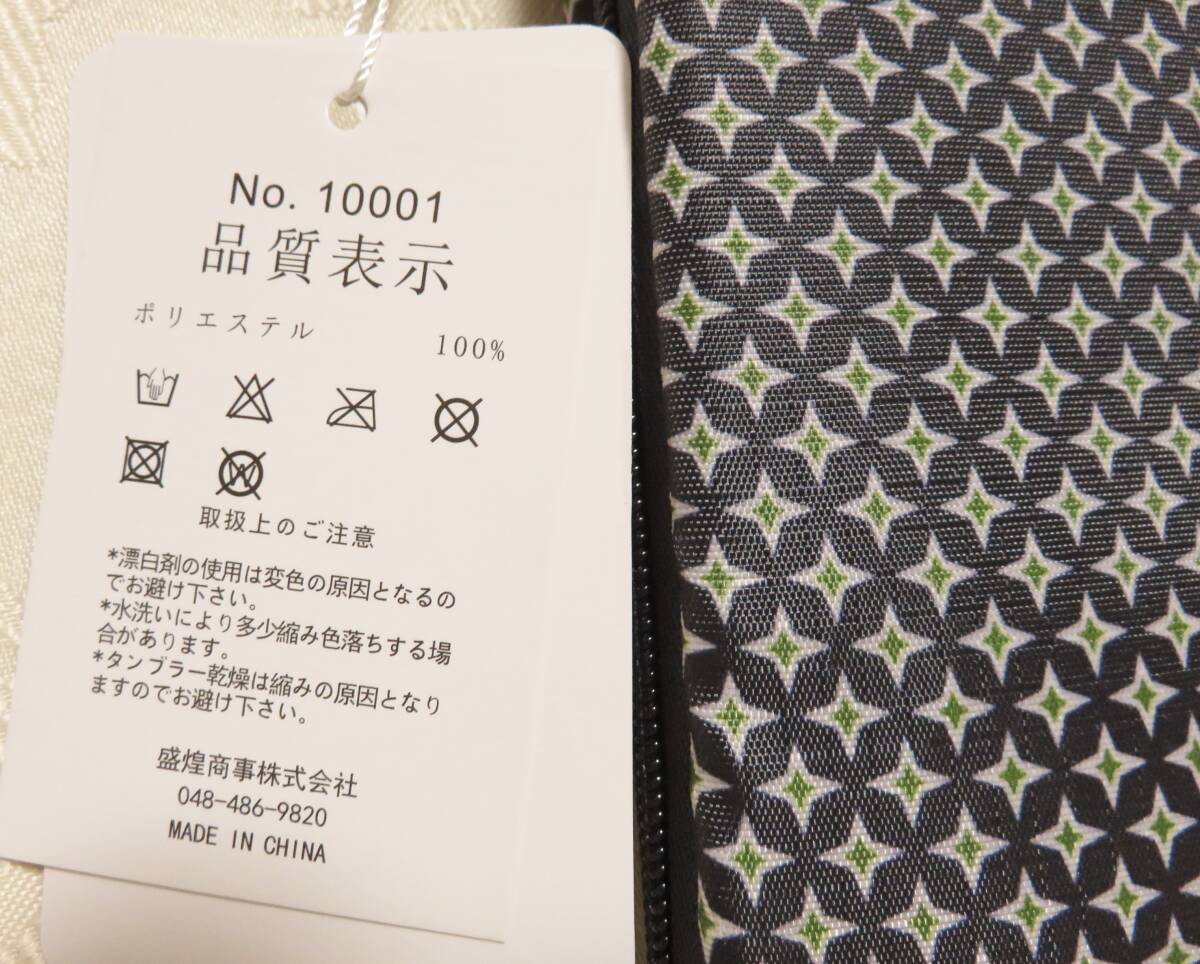 No. 10001
品質表示
ポリエステル 100%
取扱上のご注意
*漂白剤の使用は変色の原因となるの
でお避け下さい。
*水洗いにより多少縮み色落ちする場
合があります。
*タンブラー乾燥は縮みの原因となり
ますのでお避け下さい。
盛煌商事株式会社
048-486-9820
MADE IN CHINA